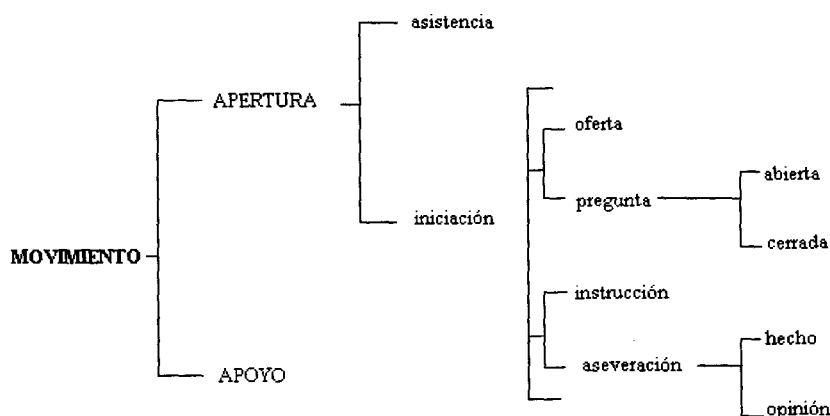 asistencia
APERTURA
oferta
abierta
pregunta
iniciación
cerrada
MOVIMIENTO
instrucción
hecho
aseveración
APOYO
opinión